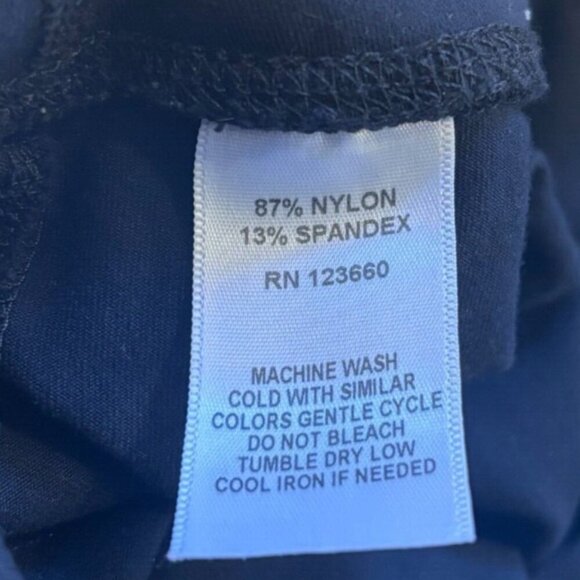 87% NYLON
13% SPANDEX
RN 123660
MACHINE WASH
COLD WITH SIMILAR
COLORS GENTLE CYCLE
DO NOT BLEACH
TUMBLE DRY LOW
COOL IRON IF NEEDED